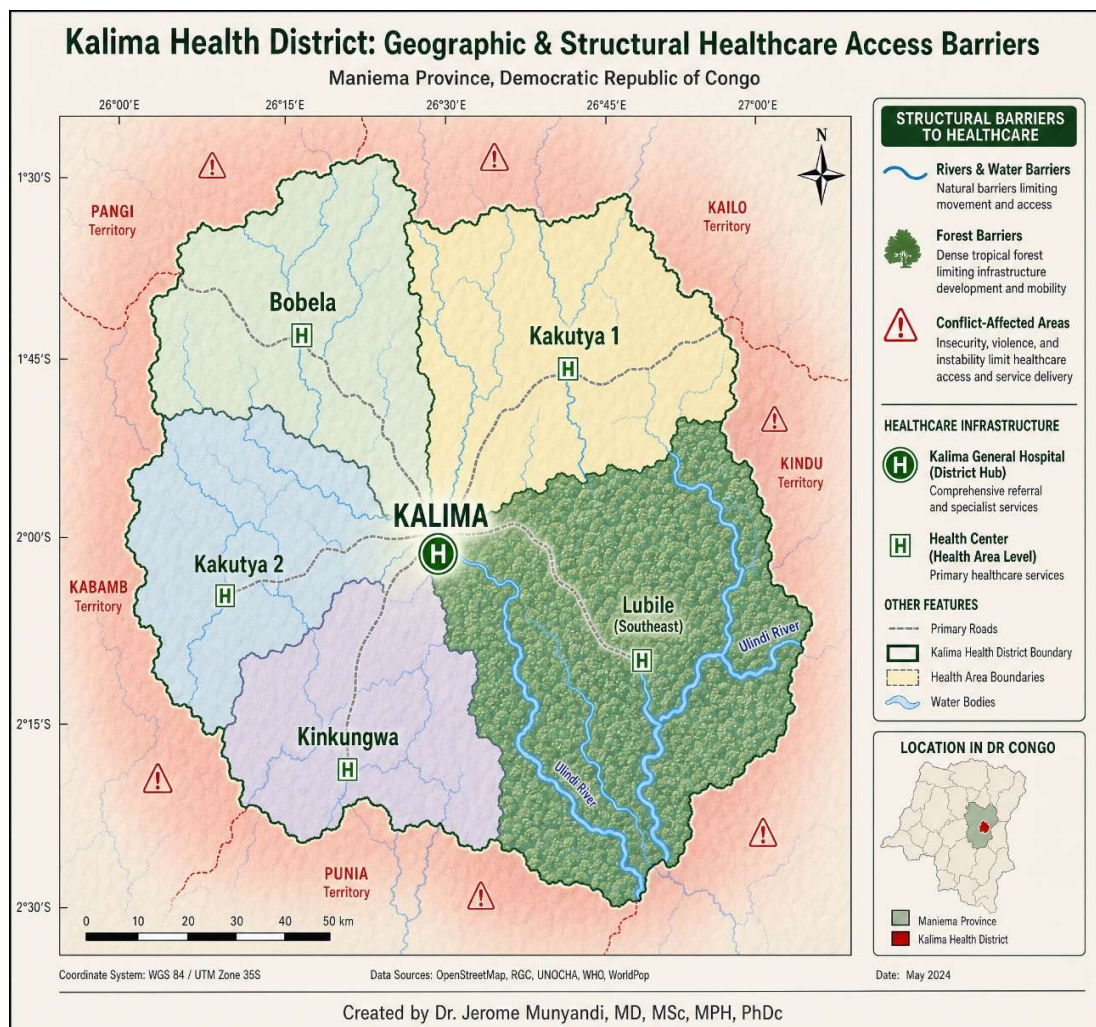 Kalima Health District: Geographic & Structural Healthcare Access Barriers
Maniema Province, Democratic Republic of Congo
26°00'E
26°15'E
26°30'E
26°45'E
27°00'E
1°30'S
1°45'S
2°00'S
2°15'S
2°30'S
N
PANGI
Territory
KAILO
Territory
KINDU
Territory
KABAMB
Territory
PUNIA
Territory
Bobela
H
Kakutya 1
H
KALIMA
H
Kakutya 2
H
Lubile
(Southeast)
H
Kinkungwa
H
Ulindi River
Ulindi River
0 10 20 30 40 50 km
STRUCTURAL BARRIERS
TO HEALTHCARE
Rivers & Water Barriers
Natural barriers limiting
movement and access
Forest Barriers
Dense tropical forest
limiting infrastructure
development and mobility
Conflict-Affected Areas
Insecurity, violence, and
instability limit healthcare
access and service delivery
HEALTHCARE INFRASTRUCTURE
H
Kalima General Hospital
(District Hub)
Comprehensive referral
and specialist services
H
Health Center
(Health Area Level)
Primary healthcare services
OTHER FEATURES
Primary Roads
Kalima Health District Boundary
Health Area Boundaries
Water Bodies
LOCATION IN DR CONGO
Maniema Province
Kalima Health District
Coordinate System: WGS 84 / UTM Zone 35S
Data Sources: OpenStreetMap, RGC, UNOCHA, WHO, WorldPop
Date: May 2024
Created by Dr. Jerome Munyandi, MD, MSc, MPH, PhDc